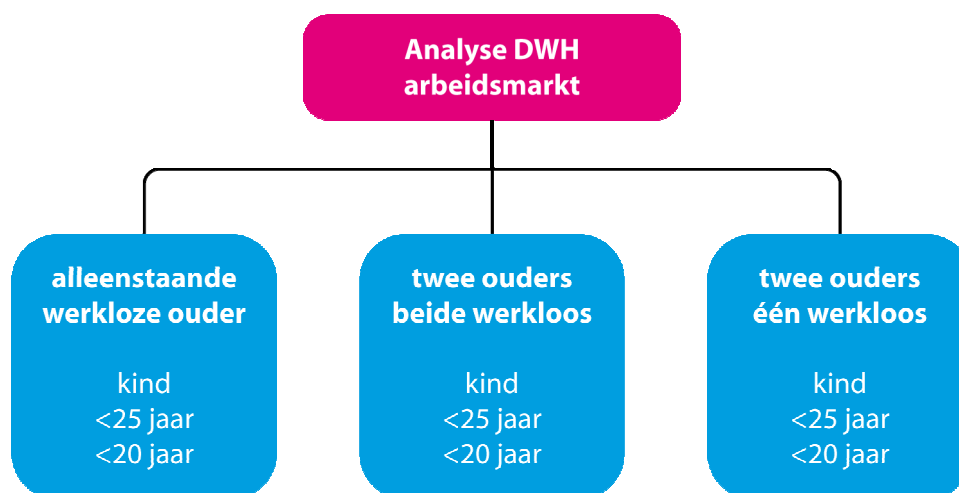 Analyse DWH
arbeidsmarkt
alleenstaande
werkloze ouder
kind
<25 jaar
<20 jaar
twee ouders
beide werkloos
kind
<25 jaar
<20 jaar
twee ouders
één werkloos
kind
<25 jaar
<20 jaar